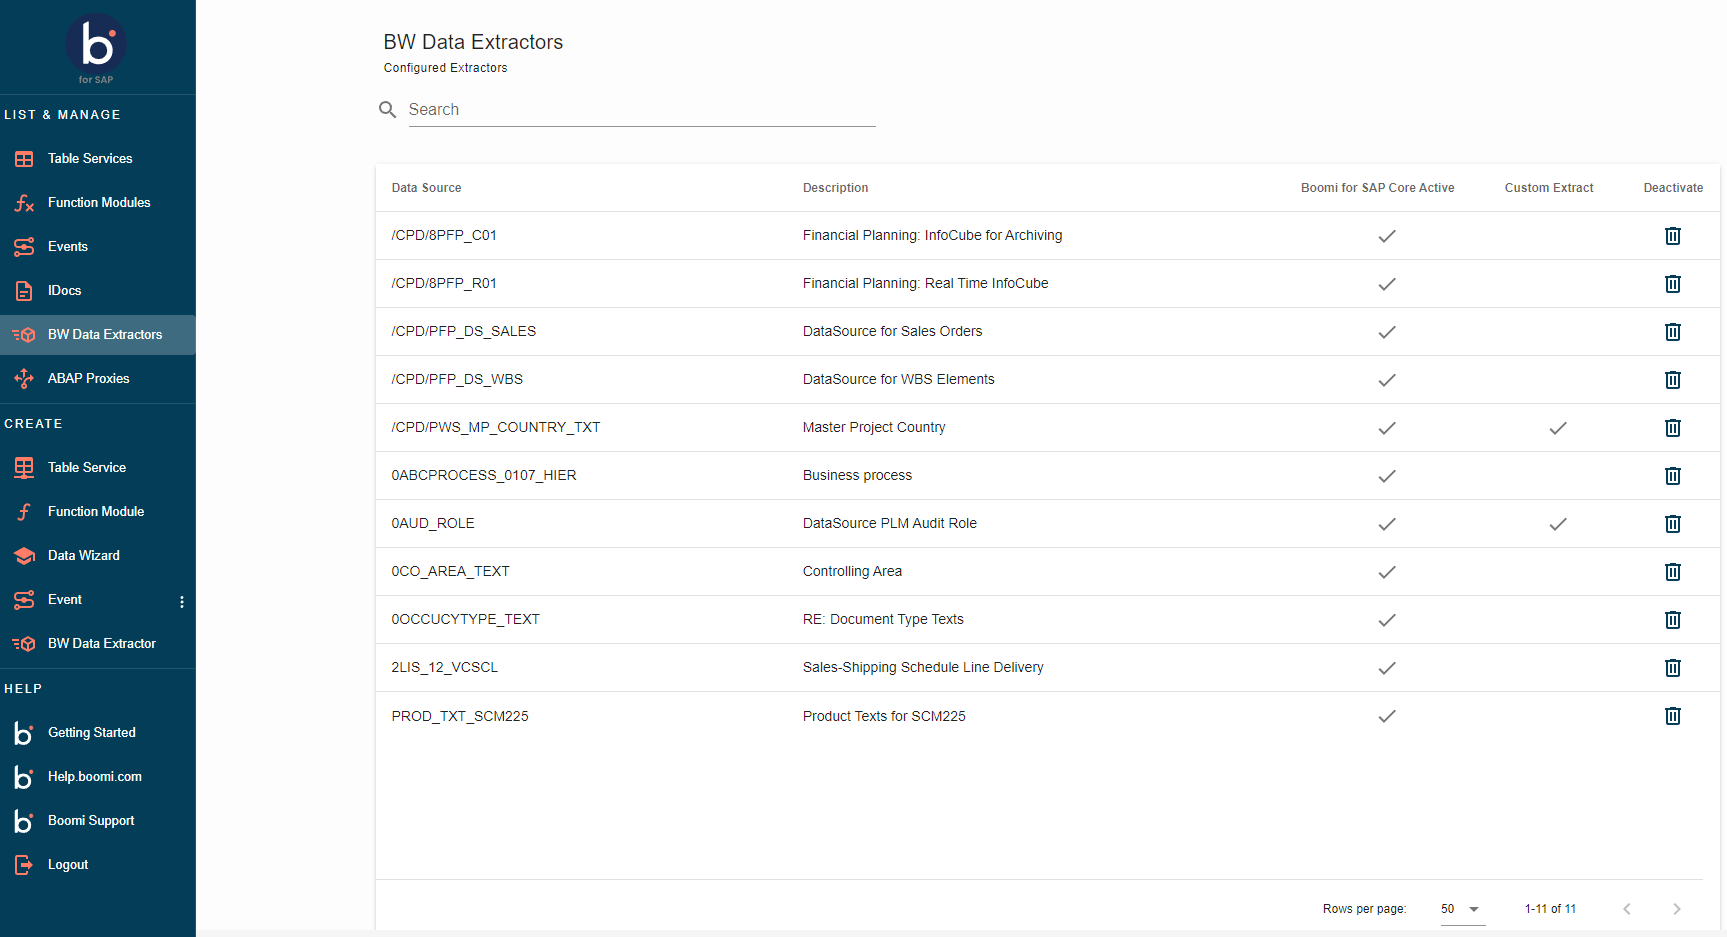 b
for SAP
LIST & MANAGE
Table Services
Function Modules
Events
IDocs
BW Data Extractors
ABAP Proxies
CREATE
Table Service
Function Module
Data Wizard
Event
BW Data Extractor
HELP
b Getting Started
b Help.boomi.com
b Boomi Support
Logout
BW Data Extractors
Configured Extractors
Search
Data Source Description Boomi for SAP Core Active Custom Extract Deactivate
/CPD/8PFP_C01 Financial Planning: InfoCube for Archiving
/CPD/8PFP_R01 Financial Planning: Real Time InfoCube
/CPD/PFP_DS_SALES DataSource for Sales Orders
/CPD/PFP_DS_WBS DataSource for WBS Elements
/CPD/PWS_MP_COUNTRY_TXT Master Project Country
0ABCPROCESS_0107_HIER Business process
0AUD_ROLE DataSource PLM Audit Role
0CO_AREA_TEXT Controlling Area
0OCCUCYTYPE_TEXT RE: Document Type Texts
2LIS_12_VCSCL Sales-Shipping Schedule Line Delivery
PROD_TXT_SCM225 Product Texts for SCM225
Rows per page: 50 1-11 of 11